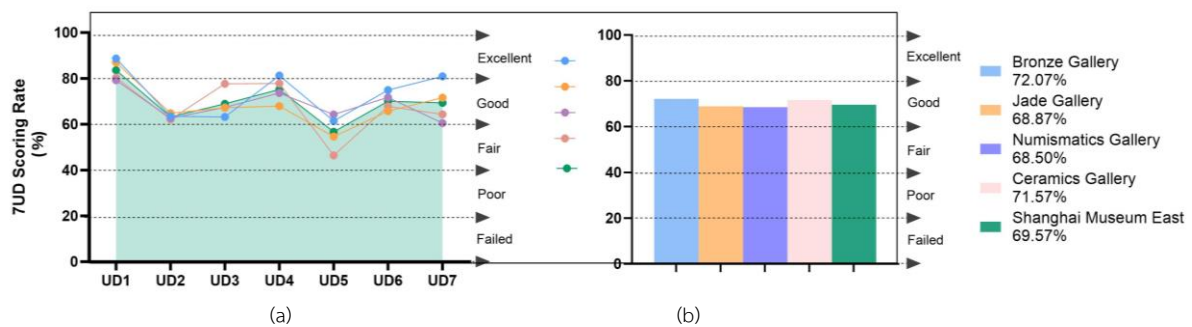 7UD Scoring Rate
(%)
100
80
60
40
20
0
UD1 UD2 UD3 UD4 UD5 UD6 UD7
Excellent
Good
Fair
Poor
Failed
(a)
100
80
60
40
20
0
Excellent
Good
Fair
Poor
Failed
(b)
Bronze Gallery
72.07%
Jade Gallery
68.87%
Numismatics Gallery
68.50%
Ceramics Gallery
71.57%
Shanghai Museum East
69.57%